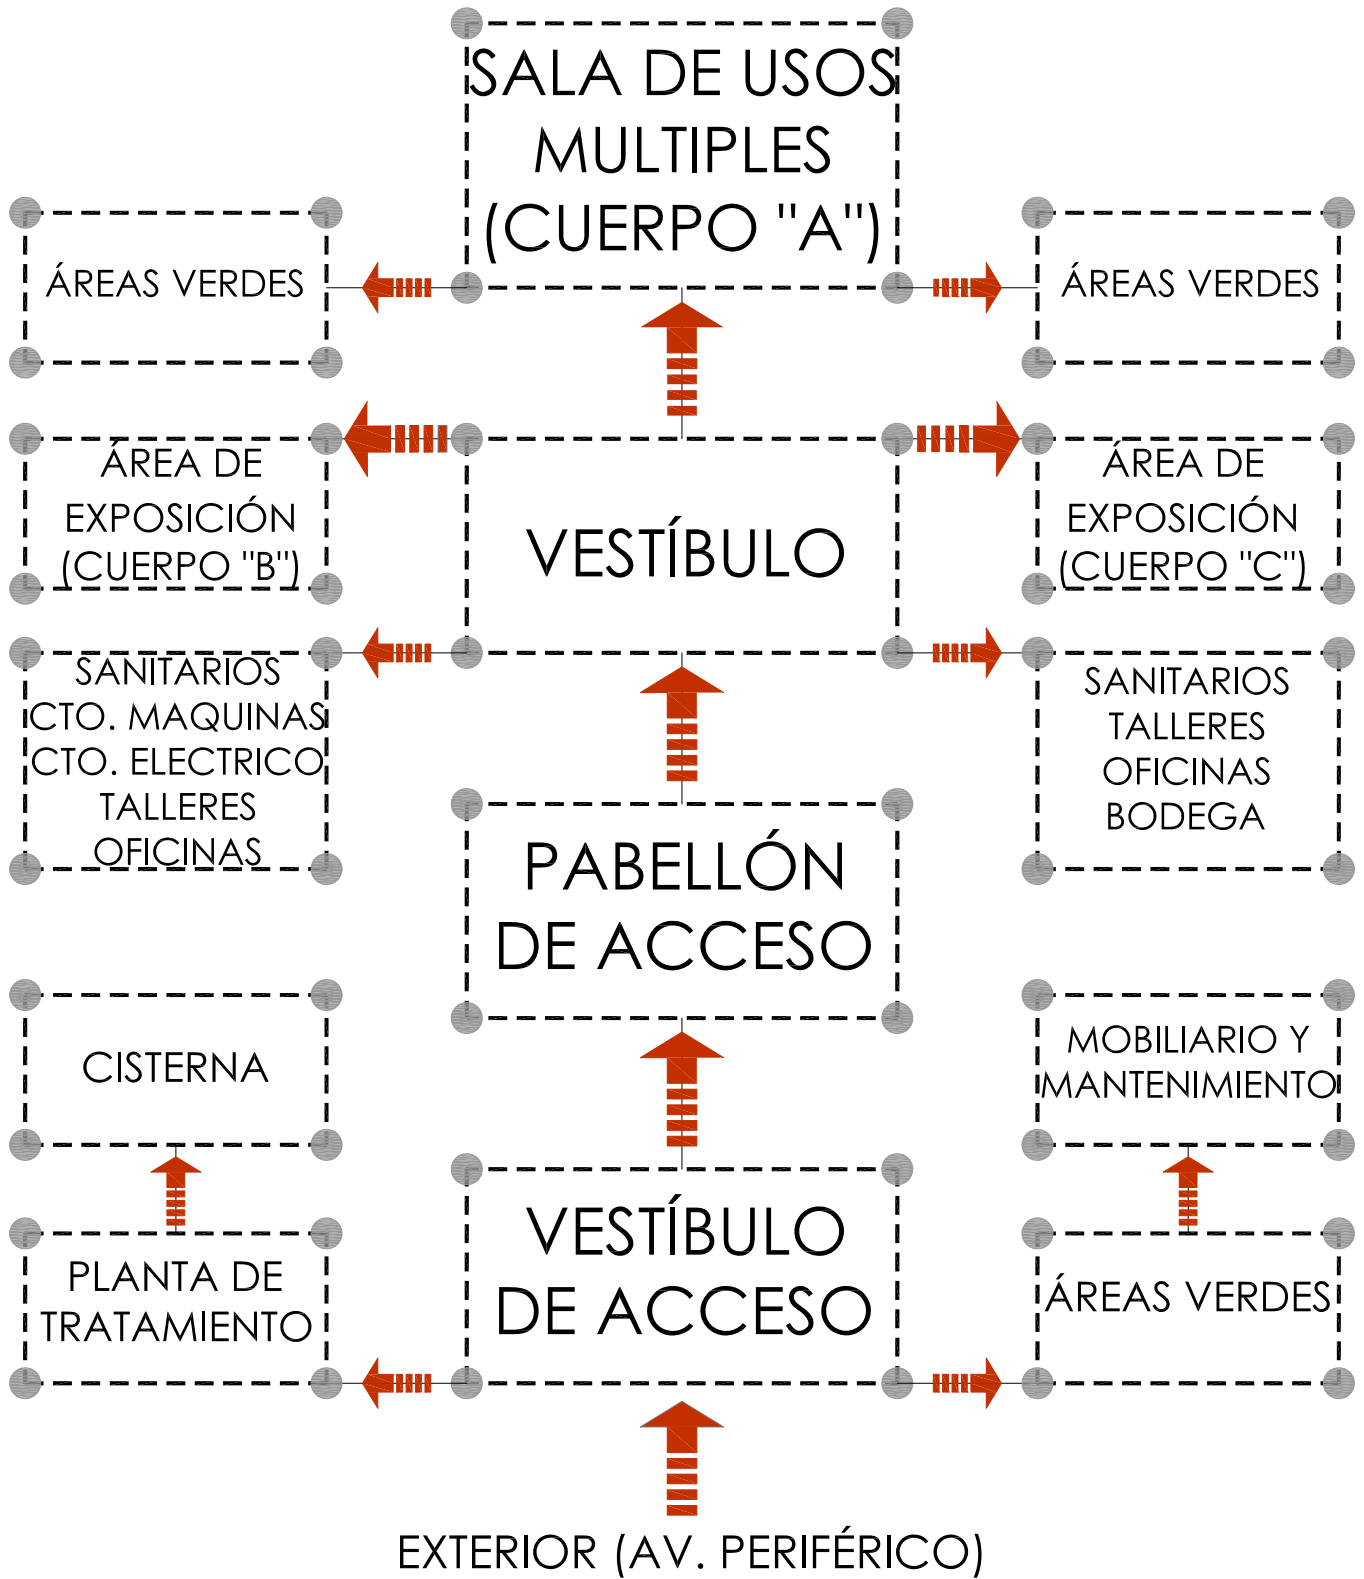 SALA DE USOS
MULTIPLES
(CUERPO "A")
ÁREAS VERDES
ÁREAS VERDES
ÁREA DE
EXPOSICIÓN
(CUERPO "B")
VESTÍBULO
ÁREA DE
EXPOSICIÓN
(CUERPO "C")
SANITARIOS
CTO. MAQUINAS
CTO. ELECTRICO
TALLERES
OFICINAS
SANITARIOS
TALLERES
OFICINAS
BODEGA
PABELLÓN
DE ACCESO
CISTERNA
MOBILIARIO Y
MANTENIMIENTO
PLANTA DE
TRATAMIENTO
VESTÍBULO
DE ACCESO
ÁREAS VERDES
EXTERIOR (AV. PERIFÉRICO)